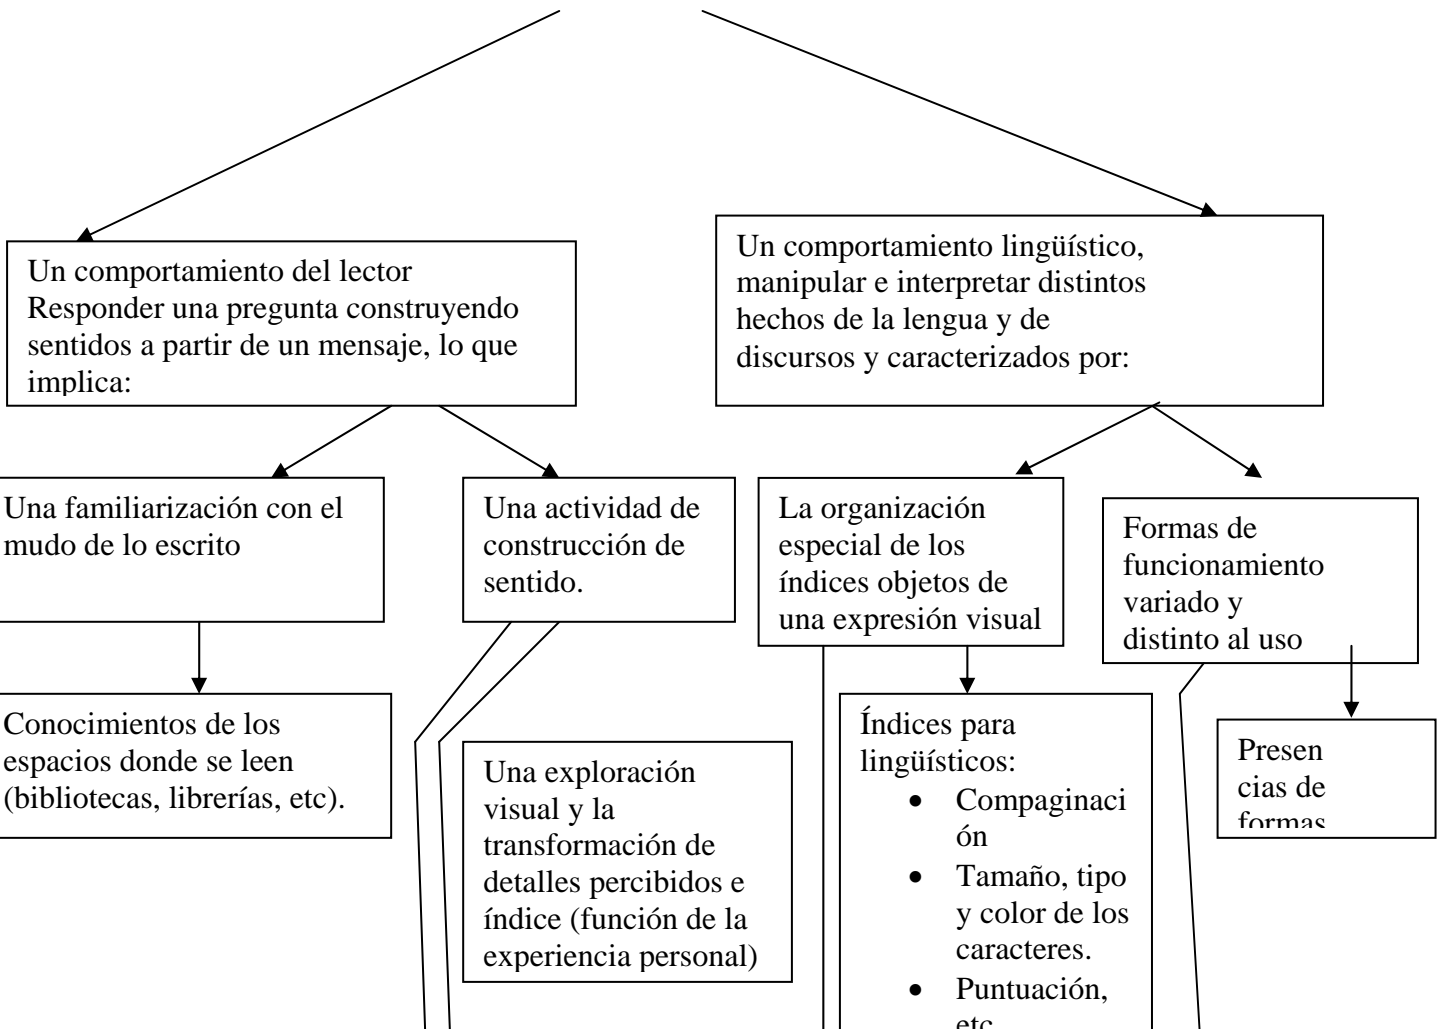 Un comportamiento del lector
Responder una pregunta construyendo
sentidos a partir de un mensaje, lo que
implica:
Un comportamiento lingüístico,
manipular e interpretar distintos
hechos de la lengua y de
discursos y caracterizados por:
Una familiarización con el
mudo de lo escrito
Una actividad de
construcción de
sentido.
La organización
especial de los
índices objetos de
una expresión visual
Formas de
funcionamiento
variado y
distinto al uso
Conocimientos de los
espacios donde se leen
(bibliotecas, librerías, etc).
Una exploración
visual y la
transformación de
detalles percibidos e
índice (función de la
experiencia personal)
Índices para
lingüísticos:
• Compaginaci
ón
• Tamaño, tipo
y color de los
caracteres.
• Puntuación,
etc
Presen
cias de
formas